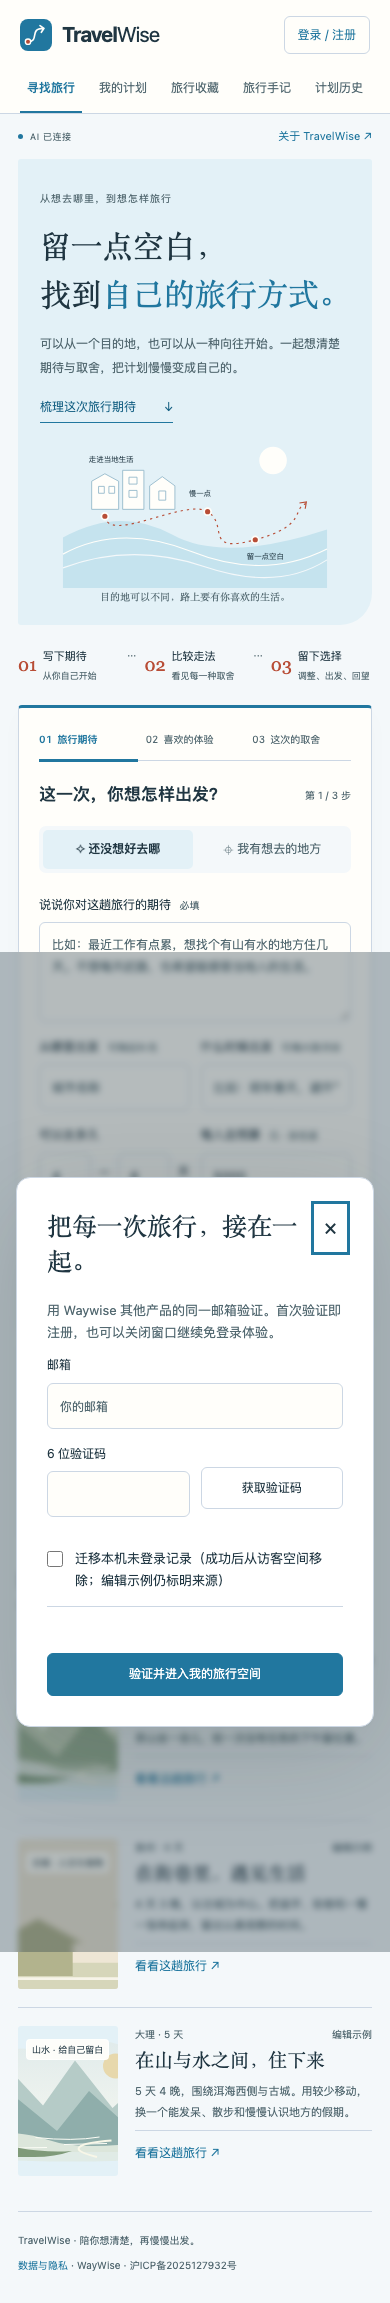 TravelWise
登录 / 注册
寻找旅行 我的计划 旅行收藏 旅行手记 计划历史
AI 已连接 关于 TravelWise ↗
从想去哪里，到想怎样旅行
留一点空白，
找到自己的旅行方式。
可以从一个目的地，也可以从一种向往开始。一起想清楚
期待与取舍，把计划慢慢变成自己的。
梳理这次旅行期待 ↓
走进当地生活
慢一点
留一点空白
目的地可以不同，路上要有你喜欢的生活。
01 写下期待 ··· 02 比较走法 ··· 03 留下选择
从你自己开始 看见每一种取舍 调整、出发、回望
01 旅行期待 02 喜欢的体验 03 这次的取舍
这一次，你想怎样出发？ 第 1 / 3 步
✧ 还没想好去哪 ⌖ 我有想去的地方
说说你对这趟旅行的期待 必填
比如：最近工作有点累，想找个有山有水的地方住几
把每一次旅行，接在一
起。
×
用 Waywise 其他产品的同一邮箱验证。首次验证即
注册，也可以关闭窗口继续免登录体验。
邮箱
你的邮箱
6 位验证码
获取验证码
迁移本机未登录记录（成功后从访客空间移
除；编辑示例仍标明来源）
验证并进入我的旅行空间
看看这趟旅行 ↗
山水 · 给自己留白
大理 · 5 天 编辑示例
在山与水之间，住下来
5 天 4 晚，围绕洱海西侧与古城。用较少移动，
换一个能发呆、散步和慢慢认识地方的假期。
看看这趟旅行 ↗
TravelWise · 陪你想清楚，再慢慢出发。
数据与隐私 · WayWise · 沪ICP备2025127932号